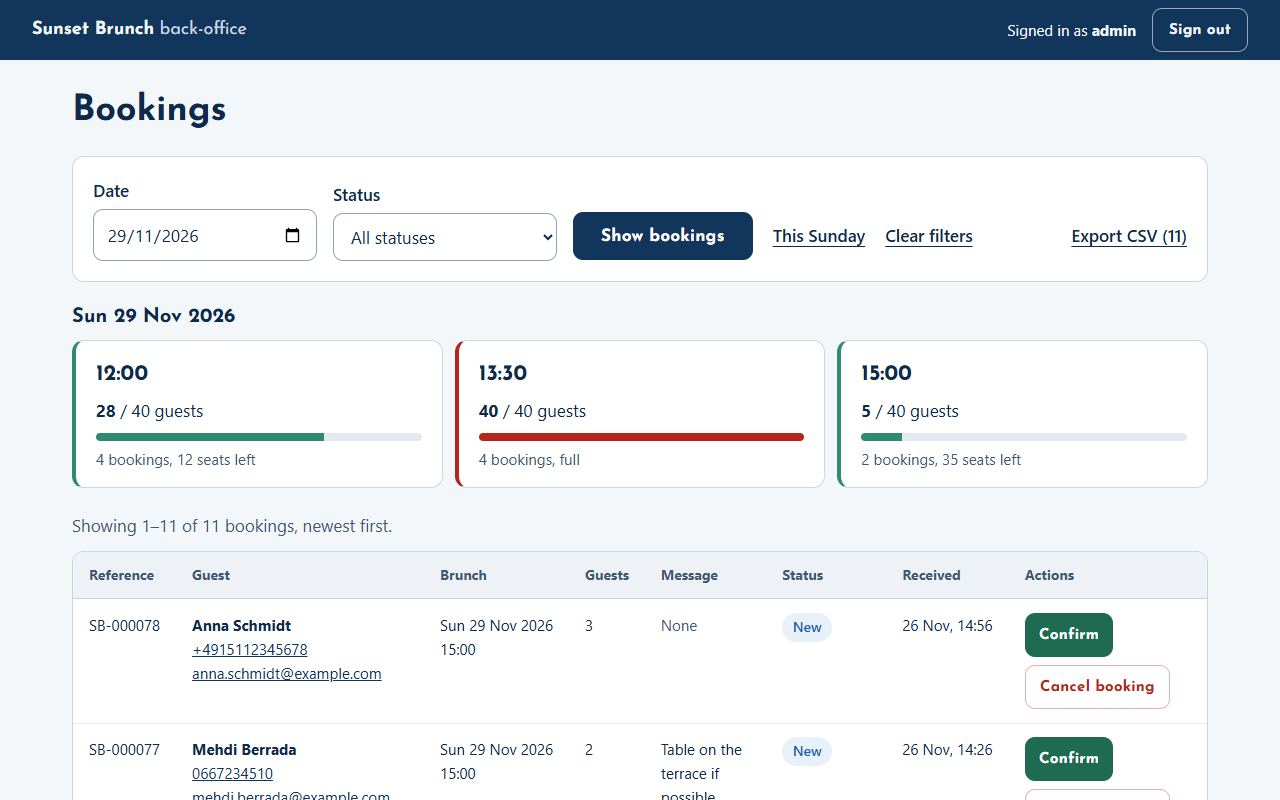 Sunset Brunch back-office
Signed in as admin
Sign out
Bookings
Date
Status
29/11/2026
All statuses
Show bookings
This Sunday
Clear filters
Export CSV (11)
Sun 29 Nov 2026
12:00
28 / 40 guests
4 bookings, 12 seats left
13:30
40 / 40 guests
4 bookings, full
15:00
5 / 40 guests
2 bookings, 35 seats left
Showing 1–11 of 11 bookings, newest first.
Reference Guest Brunch Guests Message Status Received Actions
SB-000078 Anna Schmidt Sun 29 Nov 2026 3 None New 26 Nov, 14:56 Confirm
+4915112345678 15:00
anna.schmidt@example.com
Cancel booking
SB-000077 Mehdi Berrada Sun 29 Nov 2026 2 Table on the New 26 Nov, 14:26 Confirm
0667234510 15:00 terrace if
mehdi.berrada@example.com possible